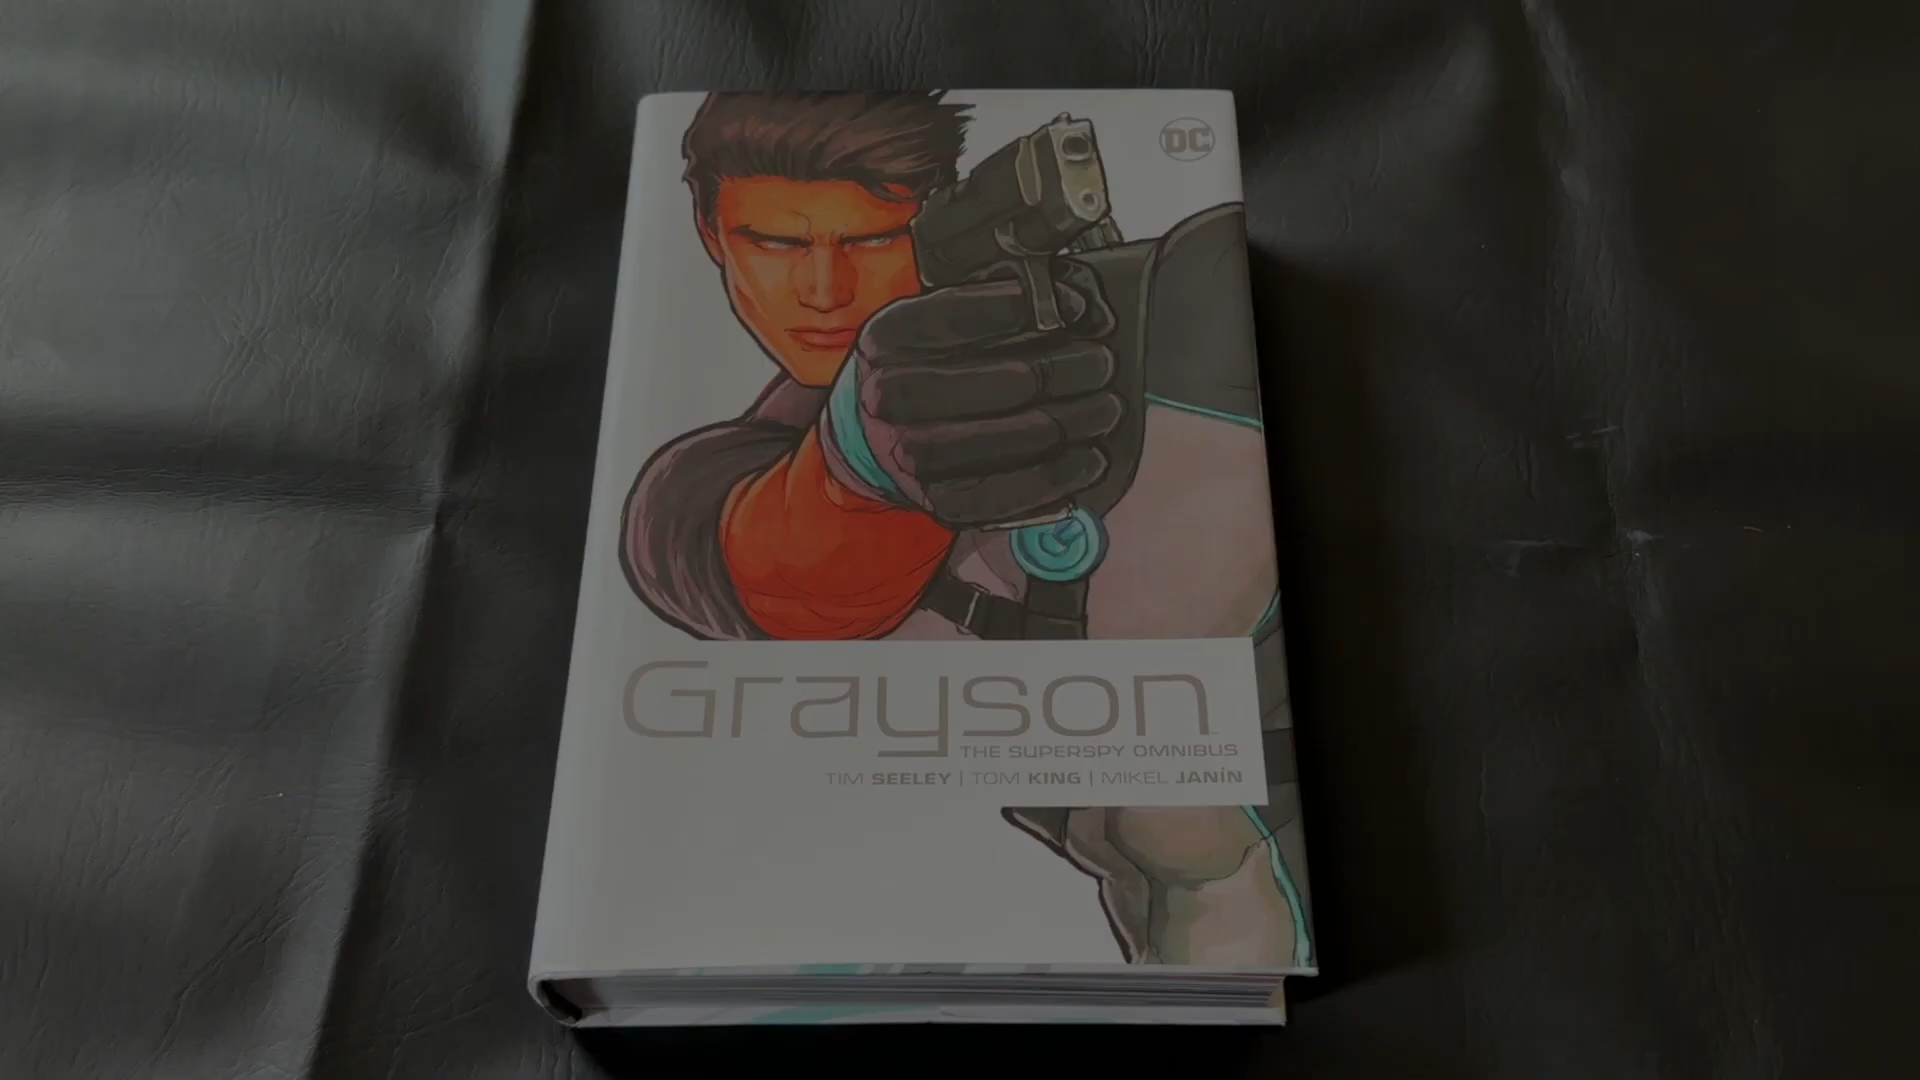 DC
Grayson
THE SUPERSPY OMNIBUS
TIM SEELEY | TOM KING | MIKEL JANÍN